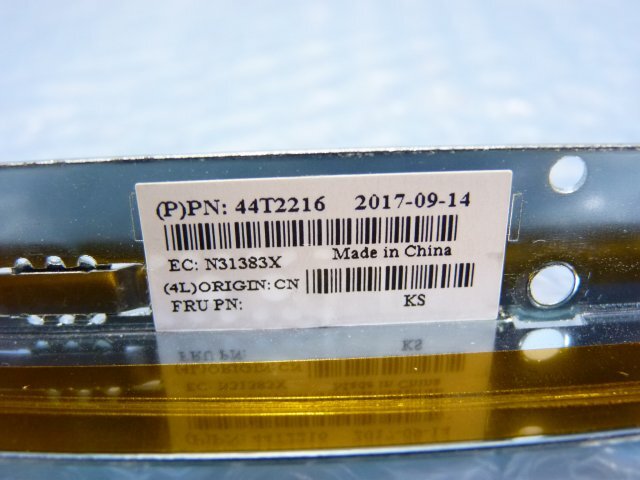 (P)PN: 44T2216 2017-09-14
EC: N31383X Made in China
(4L)ORIGIN: CN
FRU PN: KS